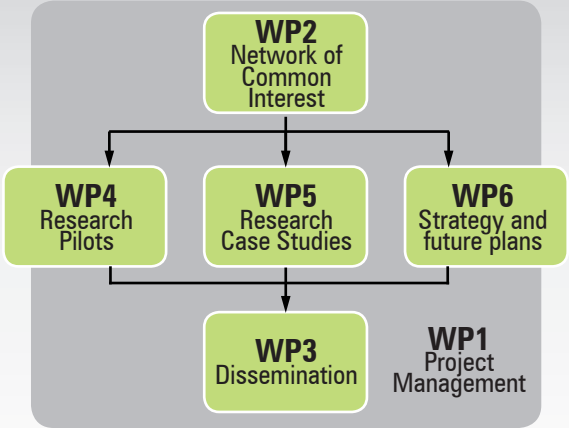 WP2
Network of
Common
Interest
WP4
Research
Pilots
WP5
Research
Case Studies
WP6
Strategy and
future plans
WP3
Dissemination
WP1
Project
Management